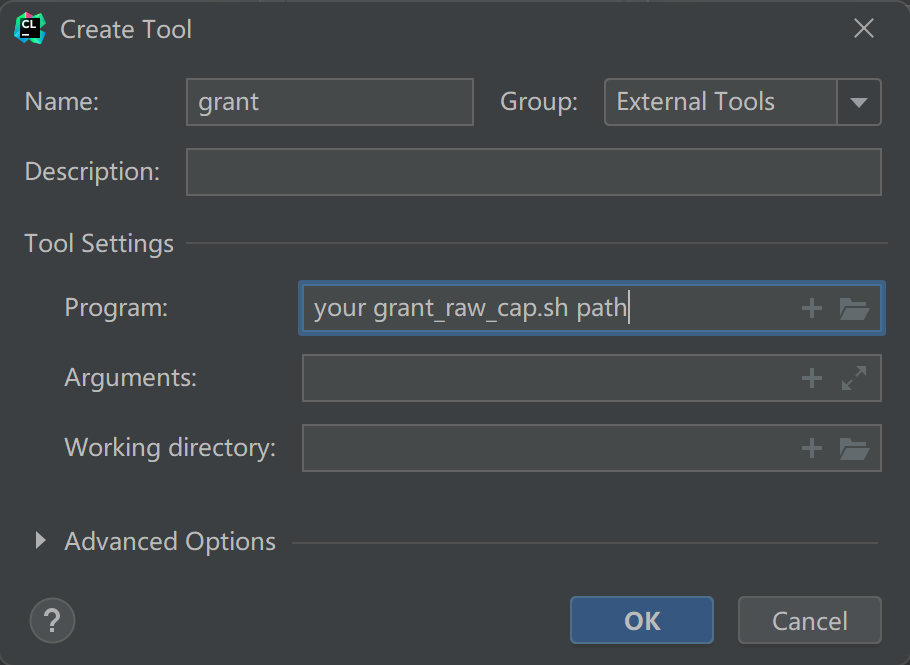 CL Create Tool
Name: grant Group: External Tools
Description:
Tool Settings
Program: your grant_raw_cap.sh path
Arguments:
Working directory:
Advanced Options
? OK Cancel